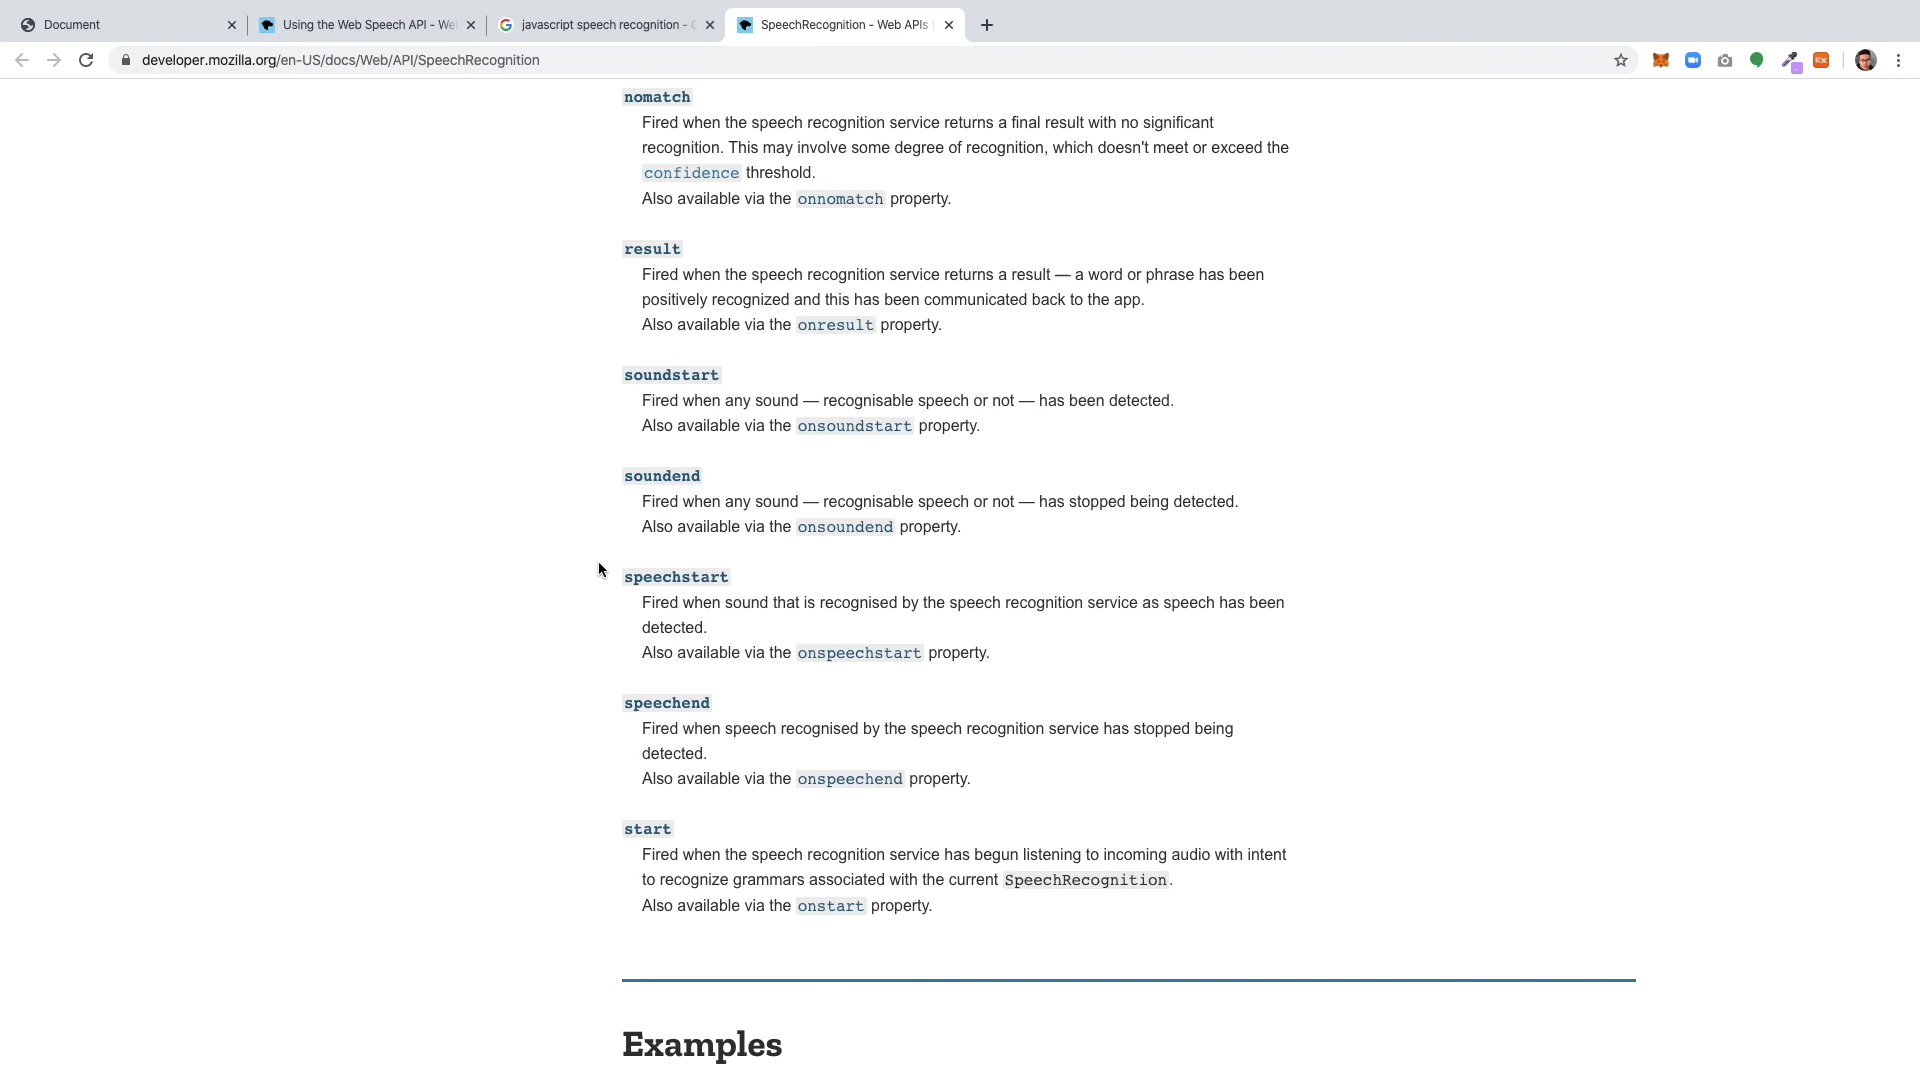 Document
Using the Web Speech API - We
javascript speech recognition -
SpeechRecognition - Web APIs
developer.mozilla.org/en-US/docs/Web/API/SpeechRecognition
nomatch
Fired when the speech recognition service returns a final result with no significant
recognition. This may involve some degree of recognition, which doesn't meet or exceed the
confidence threshold.
Also available via the onnomatch property.
result
Fired when the speech recognition service returns a result — a word or phrase has been
positively recognized and this has been communicated back to the app.
Also available via the onresult property.
soundstart
Fired when any sound — recognisable speech or not — has been detected.
Also available via the onsoundstart property.
soundend
Fired when any sound — recognisable speech or not — has stopped being detected.
Also available via the onsoundend property.
speechstart
Fired when sound that is recognised by the speech recognition service as speech has been
detected.
Also available via the onspeechstart property.
speechend
Fired when speech recognised by the speech recognition service has stopped being
detected.
Also available via the onspeechend property.
start
Fired when the speech recognition service has begun listening to incoming audio with intent
to recognize grammars associated with the current SpeechRecognition.
Also available via the onstart property.
Examples